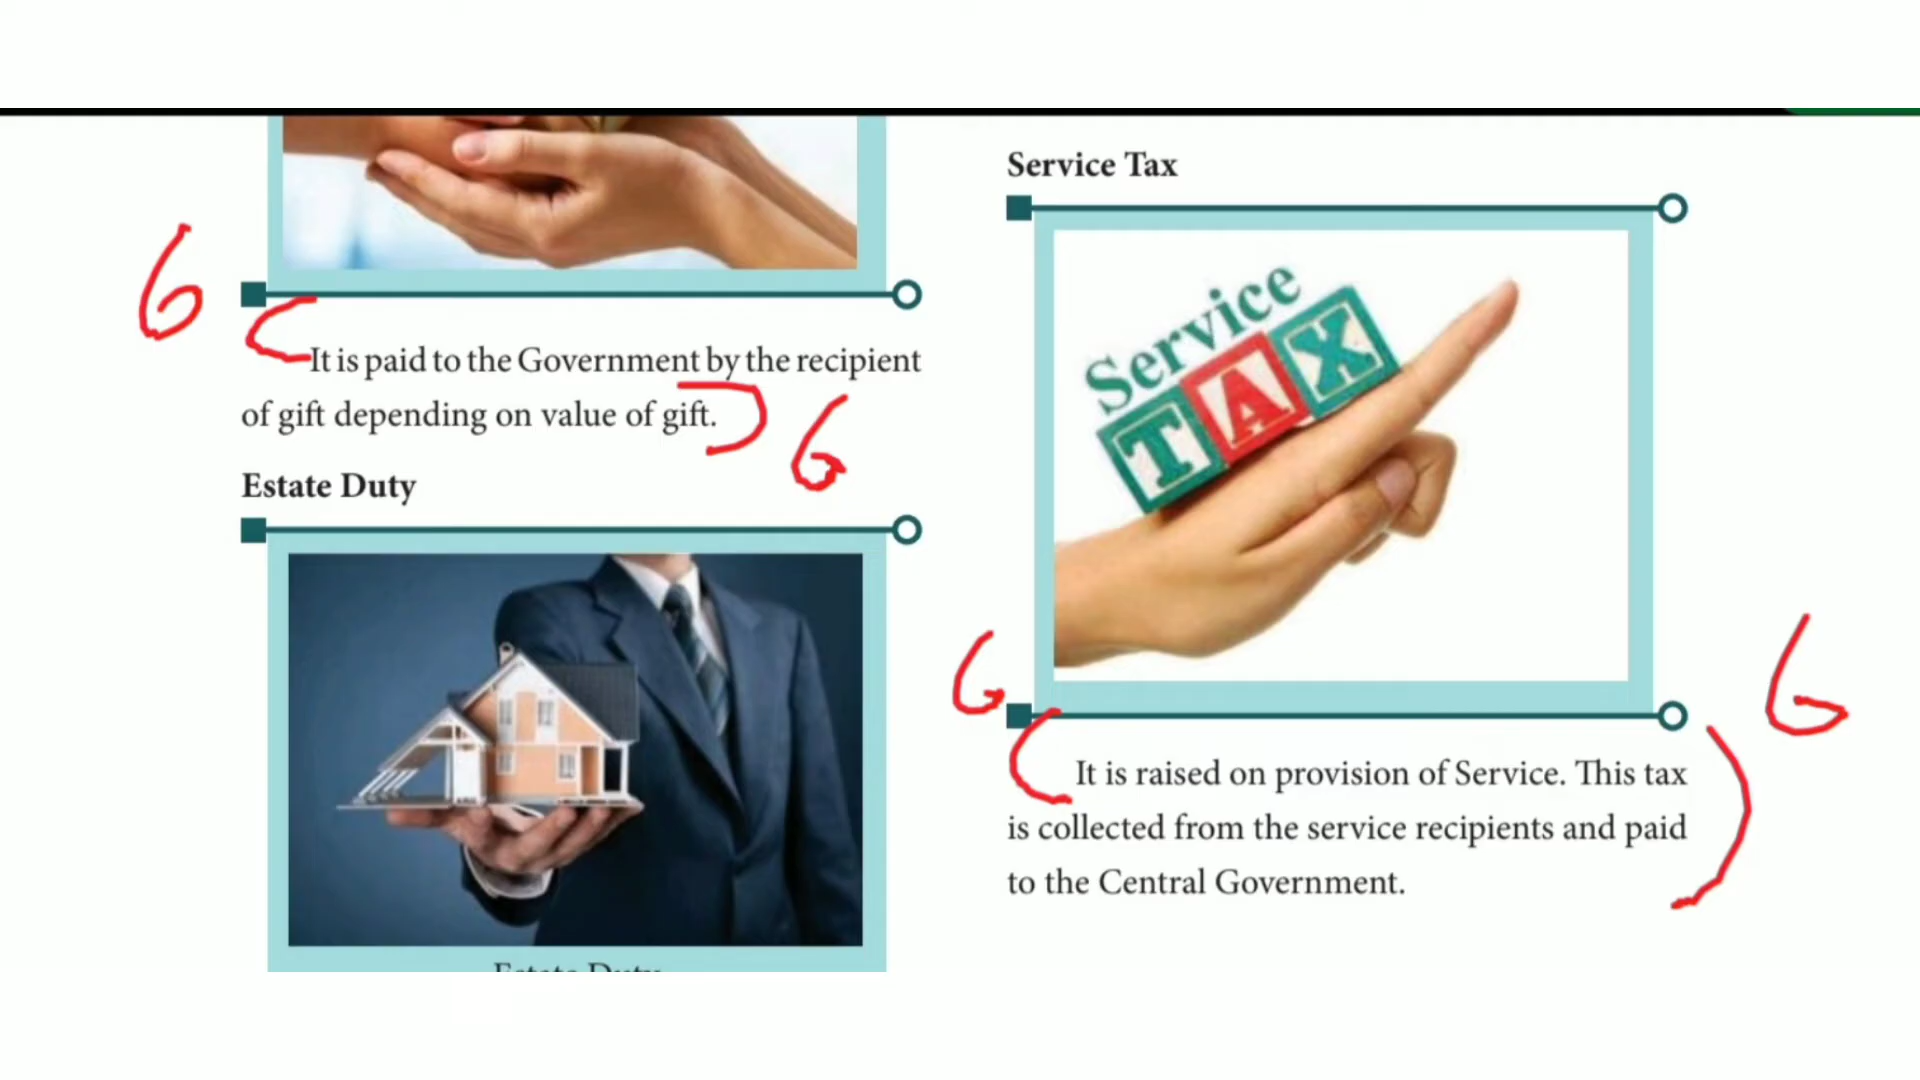 6
It is paid to the Government by the recipient
of gift depending on value of gift.
6
Estate Duty
Estate Duty
Service Tax
Service
TAX
6
6
It is raised on provision of Service. This tax
is collected from the service recipients and paid
to the Central Government.